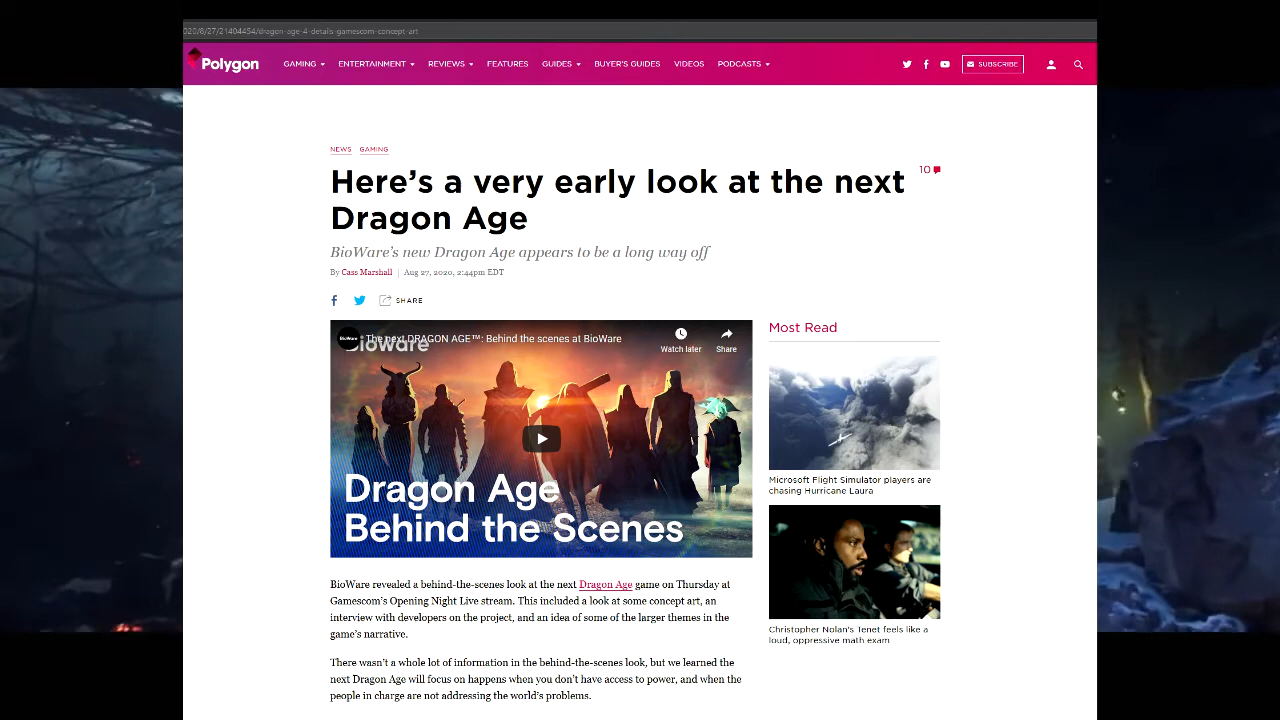 020/8/27/21404454/dragon-age-4-details-gamescom-concept-art
Polygon GAMING ENTERTAINMENT REVIEWS FEATURES GUIDES BUYER'S GUIDES VIDEOS PODCASTS SUBSCRIBE
NEWS GAMING
Here's a very early look at the next
Dragon Age
10
BioWare's new Dragon Age appears to be a long way off
By Cass Marshall | Aug 27, 2020, 2:44pm EDT
SHARE
BioWare
The next DRAGON AGE™: Behind the scenes at BioWare
Watch later
Share
BioWare
Dragon Age
Behind the Scenes
BioWare revealed a behind-the-scenes look at the next Dragon Age game on Thursday at
Gamescom's Opening Night Live stream. This included a look at some concept art, an
interview with developers on the project, and an idea of some of the larger themes in the
game's narrative.
There wasn't a whole lot of information in the behind-the-scenes look, but we learned the
next Dragon Age will focus on happens when you don't have access to power, and when the
people in charge are not addressing the world's problems.
Most Read
Microsoft Flight Simulator players are
chasing Hurricane Laura
Christopher Nolan's Tenet feels like a
loud, oppressive math exam